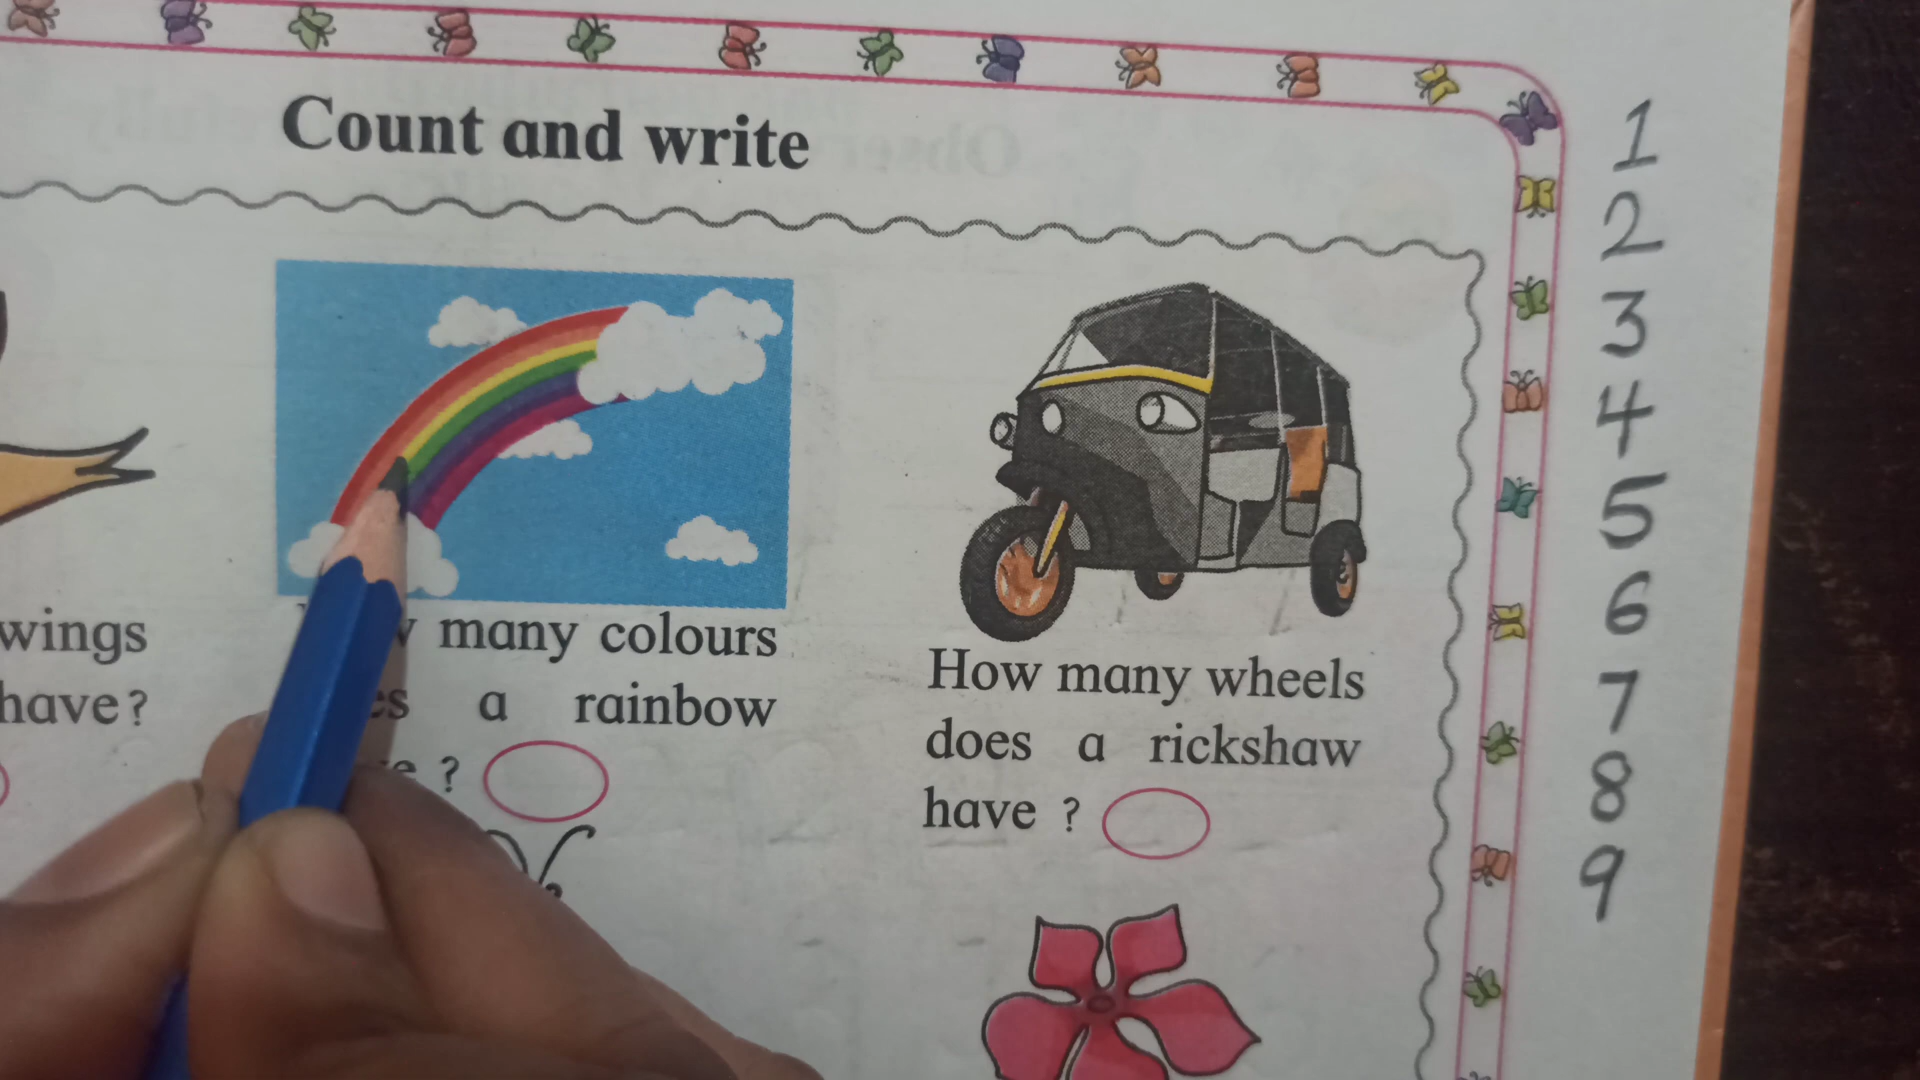 Count and write
wings
have?
many colours
a rainbow
?
How many wheels
does a rickshaw
have ?
1
2
3
4
5
6
7
8
9